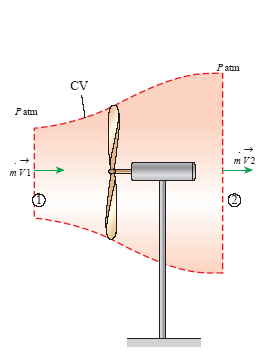 P atm
CV
P atm
ṁ V⃗1
ṁ V⃗2
①
②